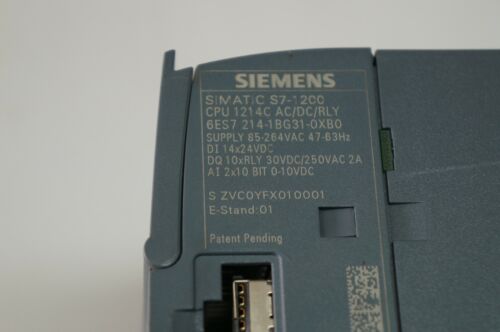 SIEMENS
SIMATIC S7-1200
CPU 1214C AC/DC/RLY
6ES7 214-1BG31-0XB0
SUPPLY 85-264VAC 47-63Hz
DI 14x24VDC
DQ 10xRLY 30VDC/250VAC 2A
AI 2x10 BIT 0-10VDC
S ZVC0YFX010001
E-Stand:01
Patent Pending